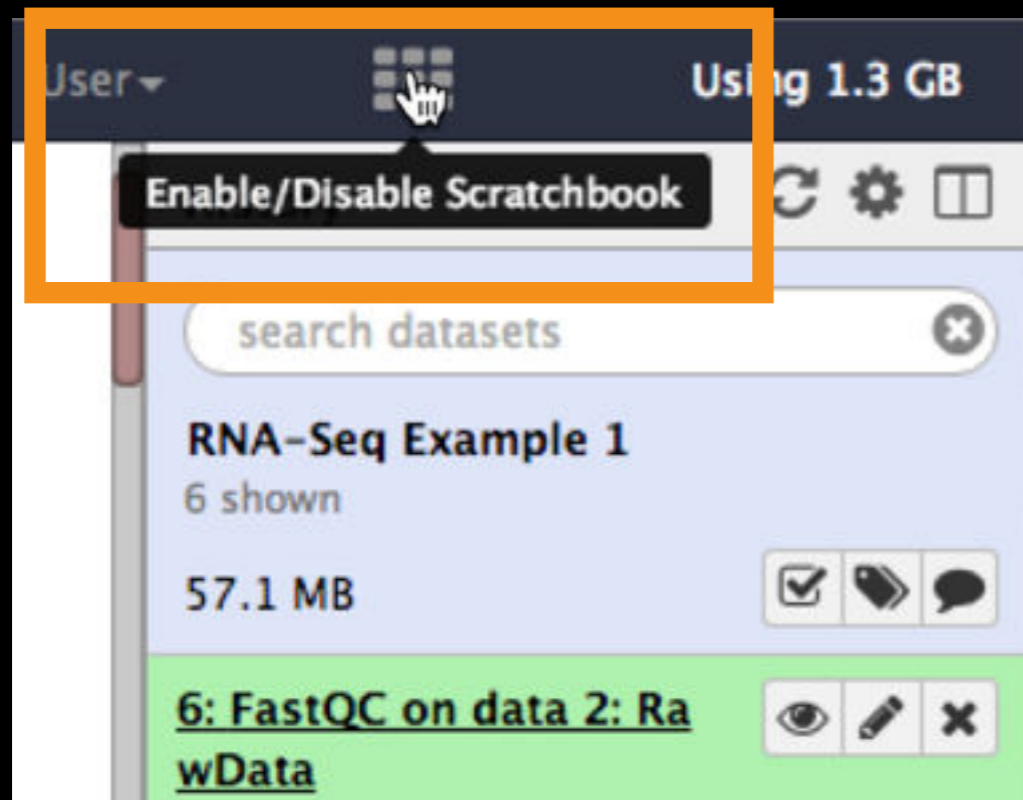 User
Using 1.3 GB
Enable/Disable Scratchbook
search datasets
RNA-Seq Example 1
6 shown
57.1 MB
6: FastQC on data 2: Ra
wData